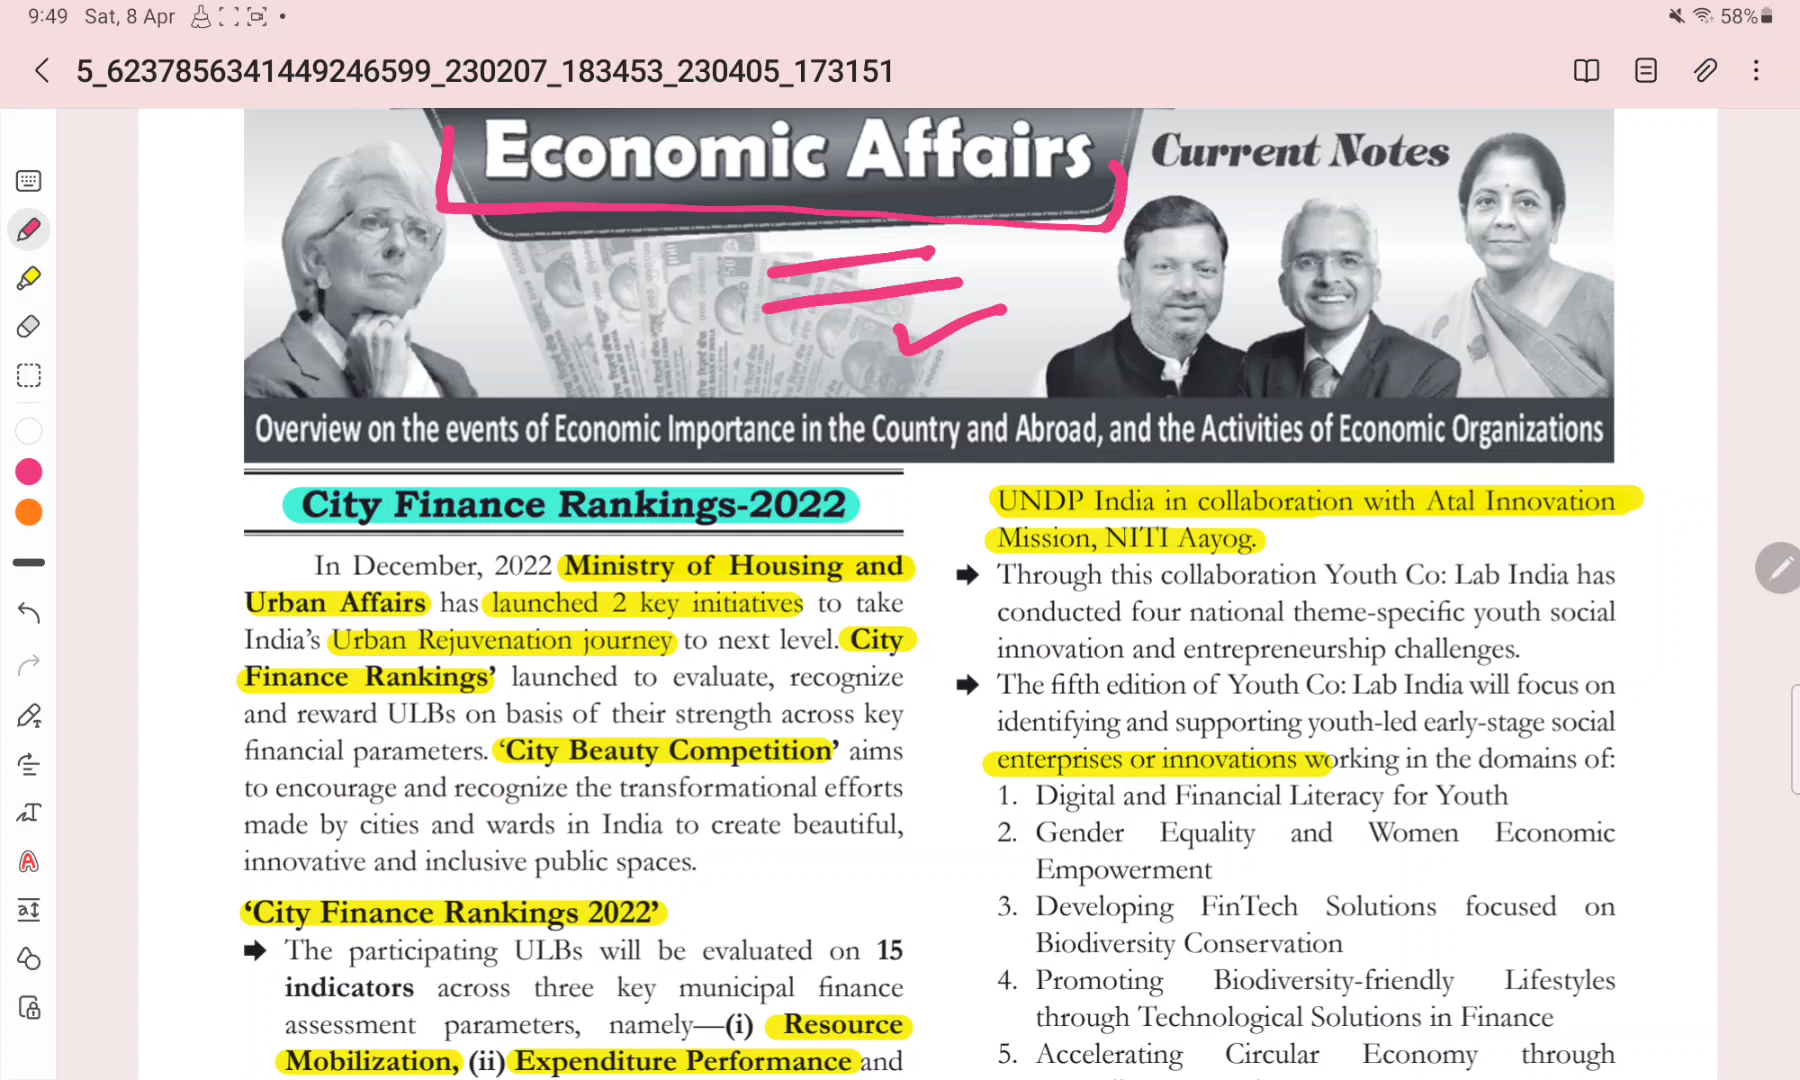 9:49 Sat, 8 Apr
58%
5_6237856341449246599_230207_183453_230405_173151
Economic Affairs
Current Notes
Overview on the events of Economic Importance in the Country and Abroad, and the Activities of Economic Organizations
City Finance Rankings-2022
In December, 2022 Ministry of Housing and
Urban Affairs has launched 2 key initiatives to take
India's Urban Rejuvenation journey to next level. City
Finance Rankings' launched to evaluate, recognize
and reward ULBs on basis of their strength across key
financial parameters. 'City Beauty Competition' aims
to encourage and recognize the transformational efforts
made by cities and wards in India to create beautiful,
innovative and inclusive public spaces.
'City Finance Rankings 2022'
The participating ULBs will be evaluated on 15
indicators across three key municipal finance
assessment parameters, namely—(i) Resource
Mobilization, (ii) Expenditure Performance and
UNDP India in collaboration with Atal Innovation
Mission, NITI Aayog.
Through this collaboration Youth Co: Lab India has
conducted four national theme-specific youth social
innovation and entrepreneurship challenges.
The fifth edition of Youth Co: Lab India will focus on
identifying and supporting youth-led early-stage social
enterprises or innovations working in the domains of:
1. Digital and Financial Literacy for Youth
2. Gender Equality and Women Economic
Empowerment
3. Developing FinTech Solutions focused on
Biodiversity Conservation
4. Promoting Biodiversity-friendly Lifestyles
through Technological Solutions in Finance
5. Accelerating Circular Economy through